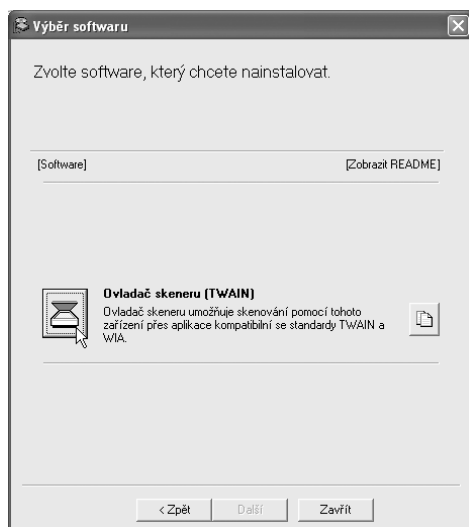 Výběr softwaru
Zvolte software, který chcete nainstalovat.
[Software] [Zobrazit README]
Ovladač skeneru (TWAIN)
Ovladač skeneru umožňuje skenování pomocí tohoto
zařízení přes aplikace kompatibilní se standardy TWAIN a
WIA.
< Zpět Další Zavřít